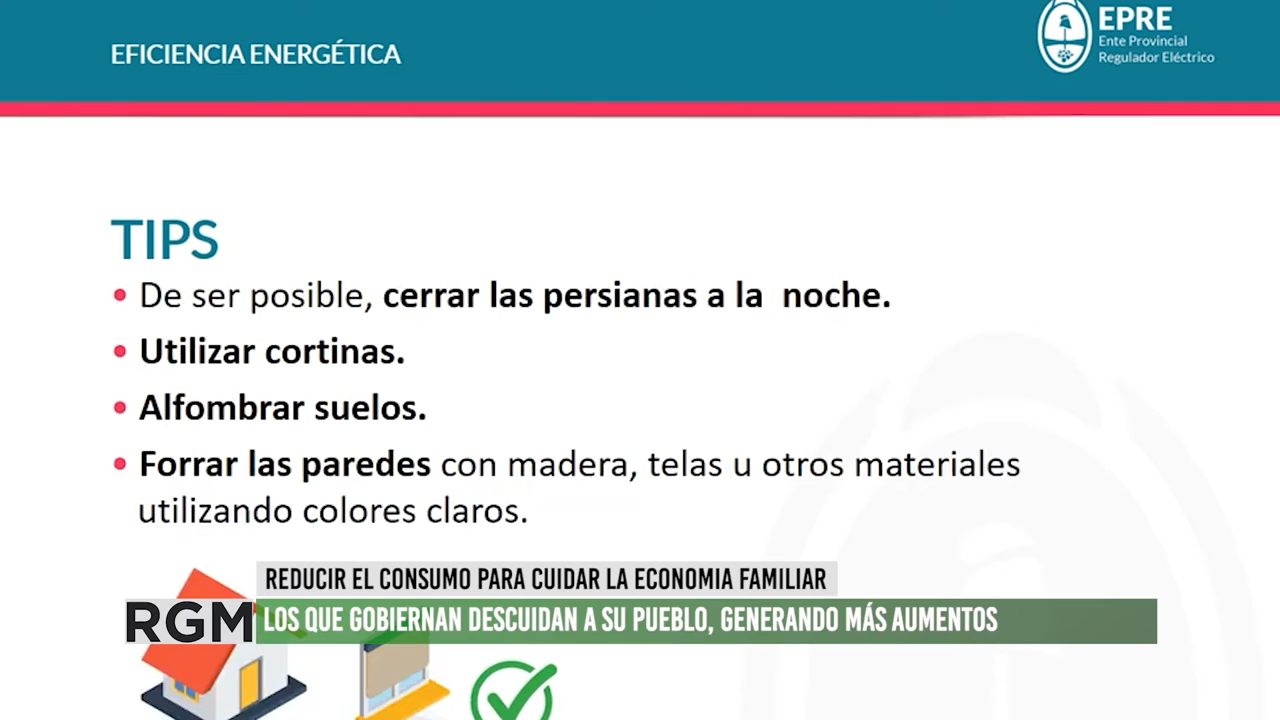 EFICIENCIA ENERGÉTICA
EPRE
Ente Provincial
Regulador Eléctrico
TIPS
• De ser posible, cerrar las persianas a la noche.
• Utilizar cortinas.
• Alfombrar suelos.
• Forrar las paredes con madera, telas u otros materiales
utilizando colores claros.
REDUCIR EL CONSUMO PARA CUIDAR LA ECONOMIA FAMILIAR
RGM
LOS QUE GOBIERNAN DESCUIDAN A SU PUEBLO, GENERANDO MÁS AUMENTOS